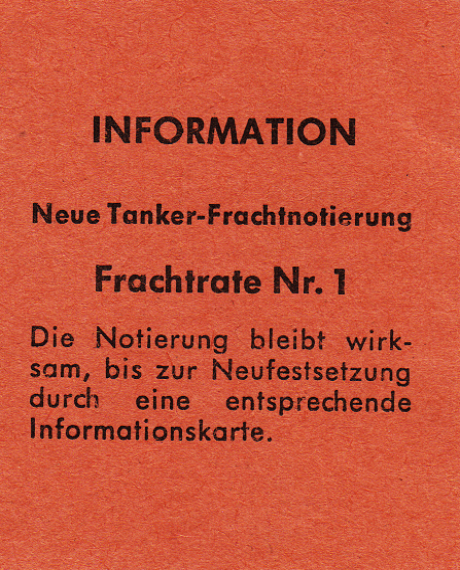 INFORMATION
Neue Tanker-Frachtnotierung
Frachtrate Nr. 1
Die Notierung bleibt wirk-
sam, bis zur Neufestsetzung
durch eine entsprechende
Informationskarte.